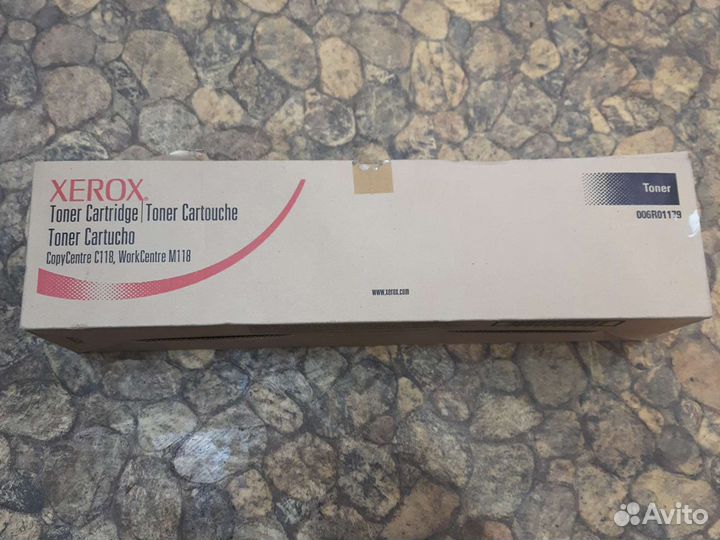 XEROX®
Toner Cartridge | Toner Cartouche
Toner Cartucho
CopyCentre C118, WorkCentre M118
www.xerox.com
Toner
006R01179
Avito